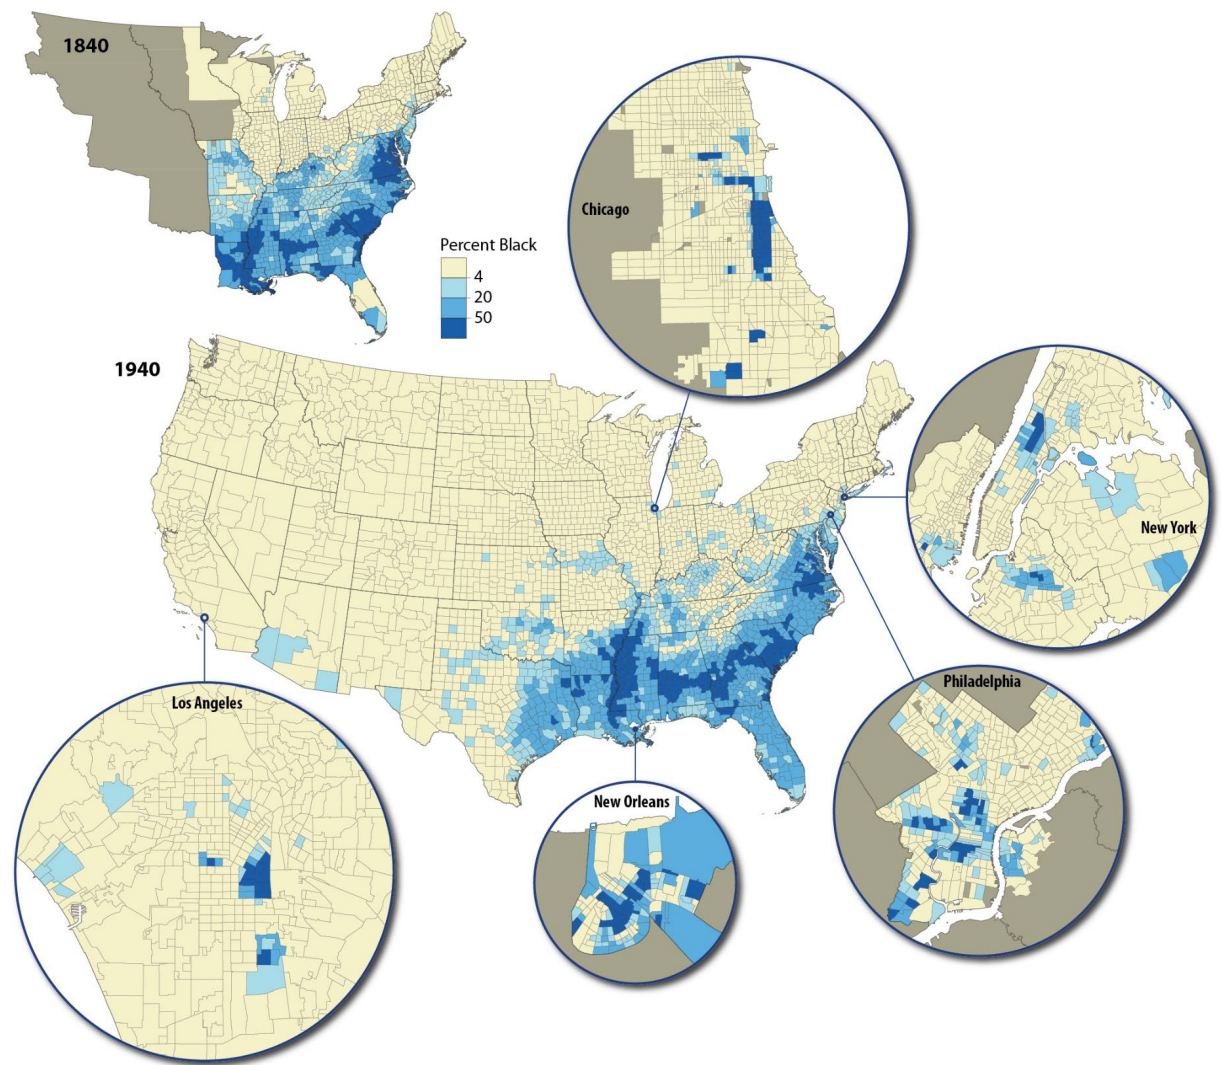 1840
Percent Black
4
20
50
Chicago
1940
New York
Philadelphia
Los Angeles
New Orleans